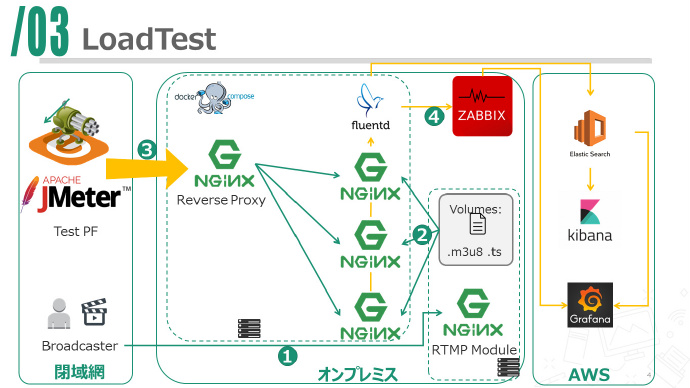 /03 LoadTest
docker compose
fluentd
4
ZABBIX
3
NGINX
Reverse Proxy
NGINX
Elastic Search
APACHE
JMeter™
Test PF
Volumes:
.m3u8 .ts
2
NGINX
kibana
NGINX
Grafana
Broadcaster
1
NGINX
RTMP Module
閉域網
オンプレミス
AWS
4